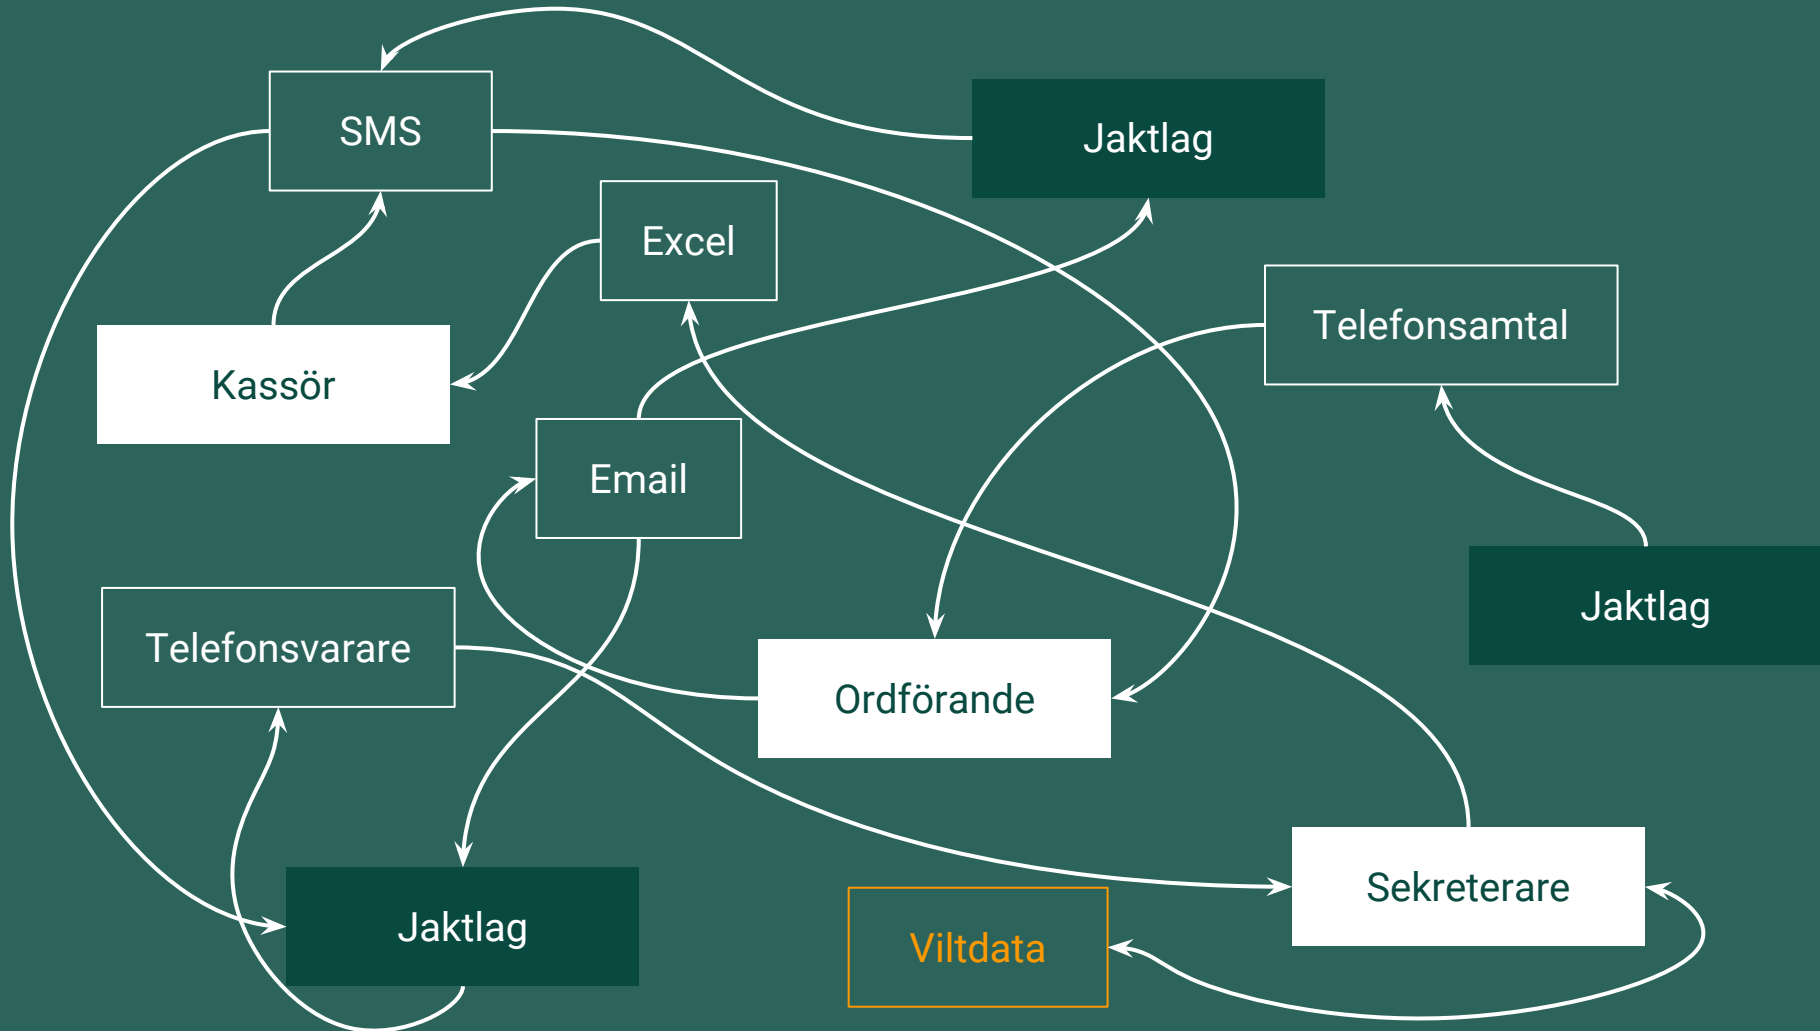 SMS
Jaktlag
Excel
Telefonsamtal
Kassör
Email
Jaktlag
Telefonsvarare
Ordförande
Sekreterare
Jaktlag
Viltdata